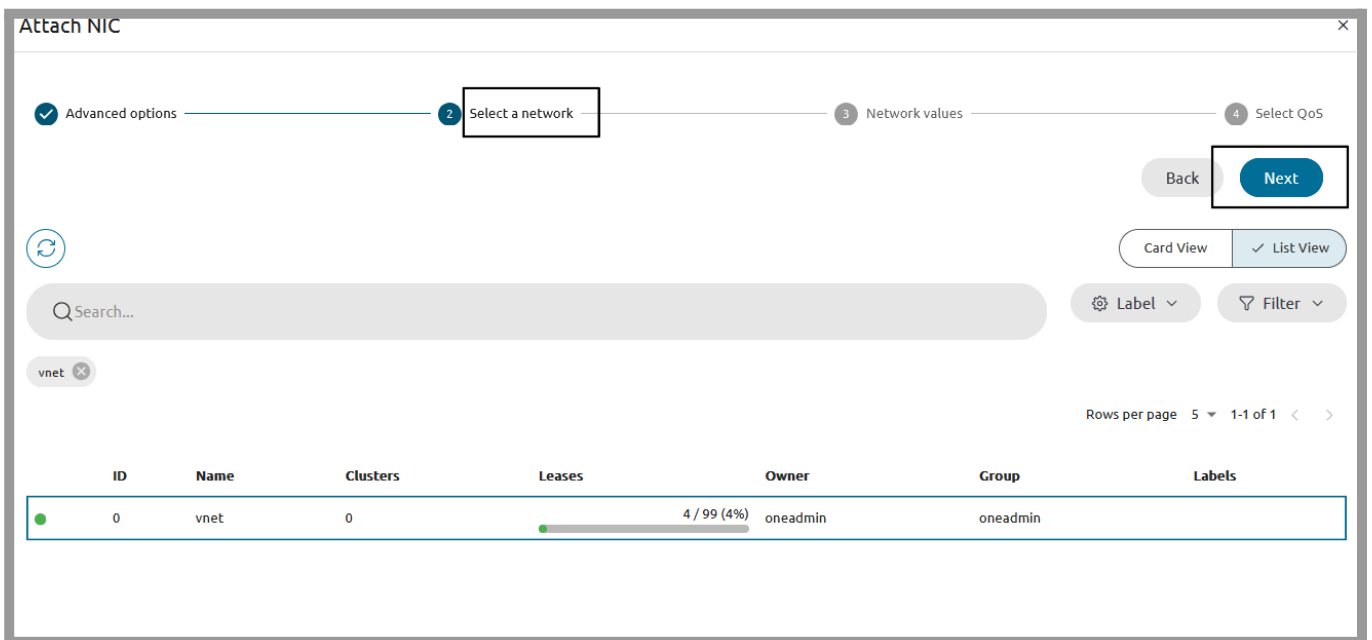 Attach NIC
Advanced options
2 Select a network
3 Network values
4 Select QoS
Back
Next
Card View
List View
Search...
Label
Filter
vnet
Rows per page 5 1-1 of 1
ID Name Clusters Leases Owner Group Labels
0 vnet 0 4 / 99 (4%) oneadmin oneadmin